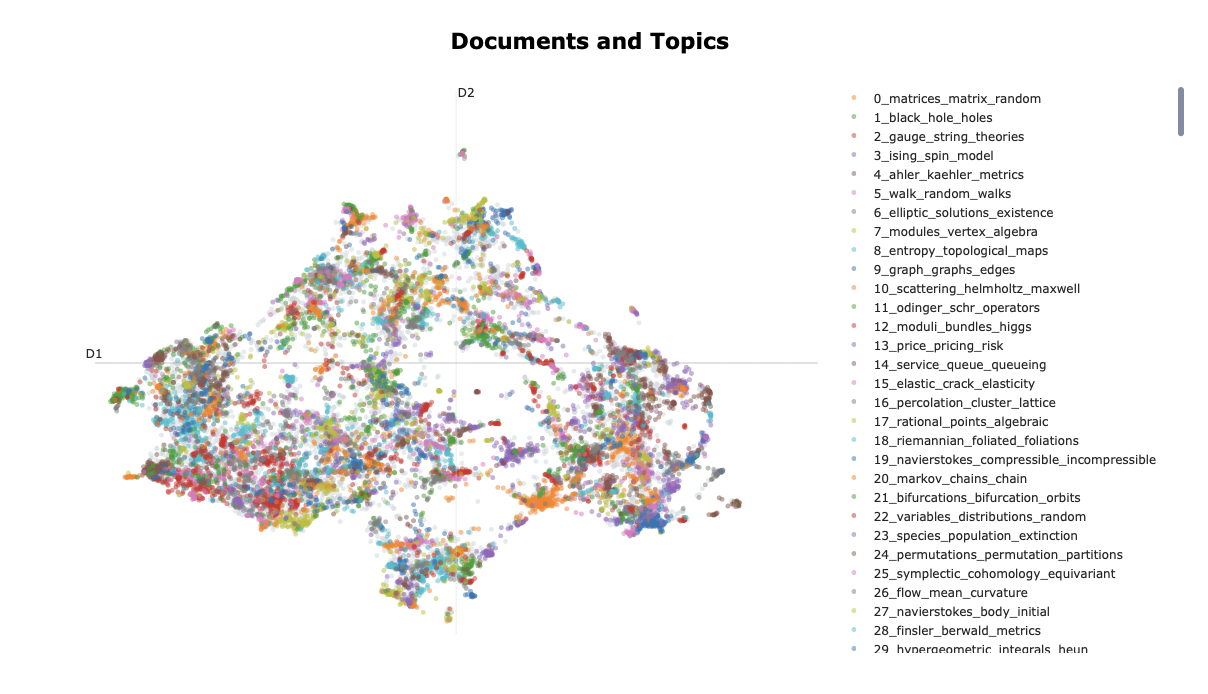 Documents and Topics
D2
D1
0_matrices_matrix_random
1_black_hole_holes
2_gauge_string_theories
3_ising_spin_model
4_ahler_kaehler_metrics
5_walk_random_walks
6_elliptic_solutions_existence
7_modules_vertex_algebra
8_entropy_topological_maps
9_graph_graphs_edges
10_scattering_helmholtz_maxwell
11_odinger_schr_operators
12_moduli_bundles_higgs
13_price_pricing_risk
14_service_queue_queueing
15_elastic_crack_elasticity
16_percolation_cluster_lattice
17_rational_points_algebraic
18_riemannian_foliated_foliations
19_navierstokes_compressible_incompressible
20_markov_chains_chain
21_bifurcations_bifurcation_orbits
22_variables_distributions_random
23_species_population_extinction
24_permutations_permutation_partitions
25_symplectic_cohomology_equivariant
26_flow_mean_curvature
27_navierstokes_body_initial
28_finsler_berwald_metrics
29_hypergeometric_integrals_heun